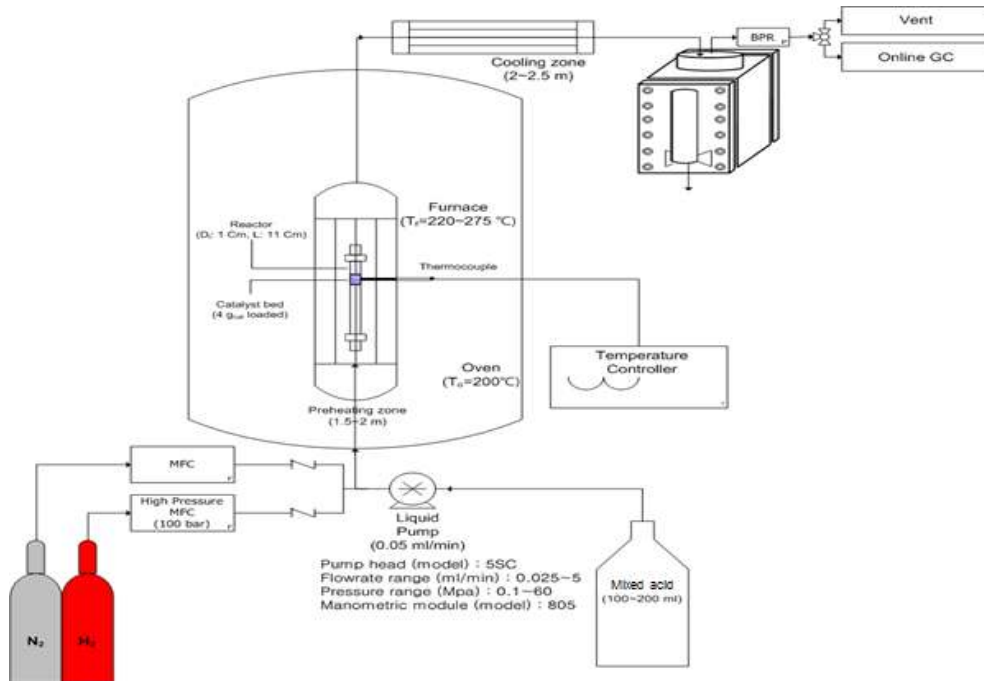 Vent
BPR
Online GC
Cooling zone
(2~2.5 m)
Furnace
(Tf=220~275 ℃)
Reactor
(Di: 1 Cm, L: 11 Cm)
Thermocouple
Catalyst bed
(4 gcat loaded)
Temperature
Controller
Oven
(To=200℃)
Preheating zone
(1.5~2 m)
MFC
High Pressure
MFC
(100 bar)
Liquid
Pump
(0.05 ml/min)
Pump head (model) : 5SC
Flowrate range (ml/min) : 0.025~5
Pressure range (Mpa) : 0.1~60
Manometric module (model) : 805
Mixed acid
(100~200 ml)
N₂
H₂